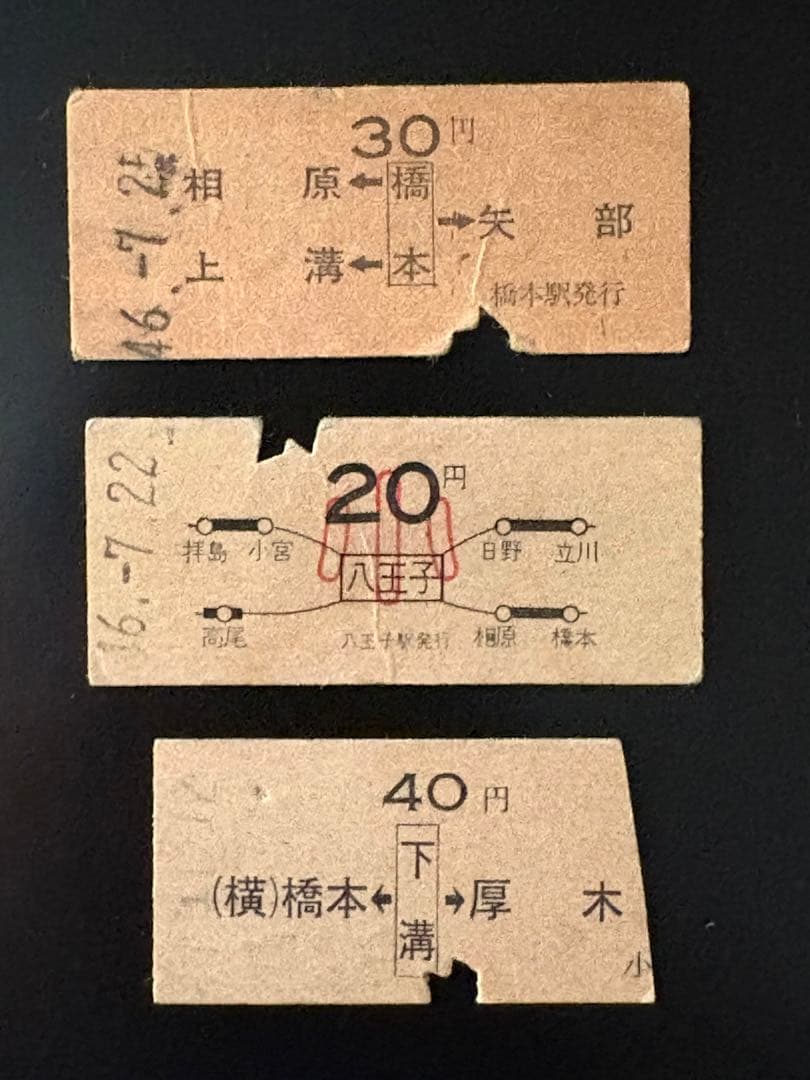 30円
相原←橋本→矢部
上溝←
橋本駅発行
46.-7.2
20円
拝島 小宮 日野 立川
八王子
高尾 八王子駅発行 相原 橋本
6.-7 22
40円
(横)橋本←下溝→厚木
小